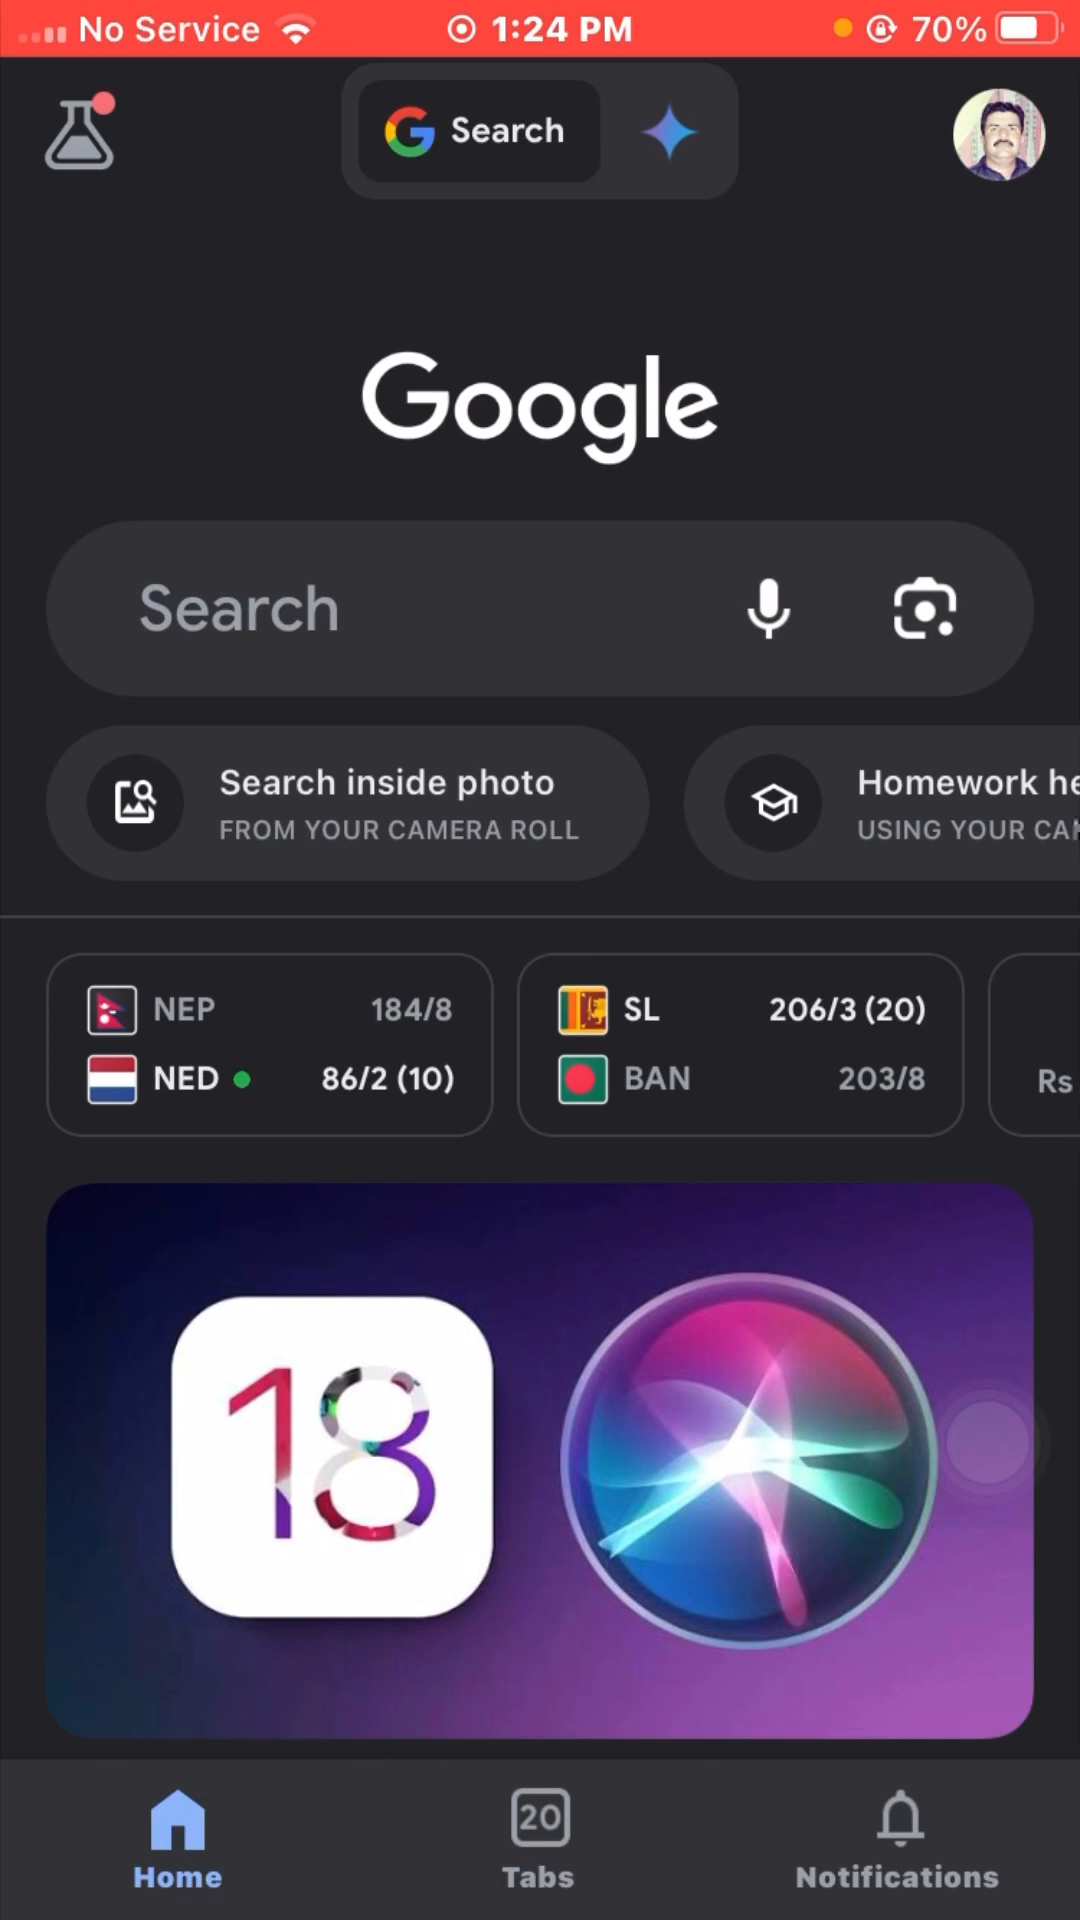 No Service
1:24 PM
70%
Search
Google
Search
Search inside photo
FROM YOUR CAMERA ROLL
Homework he
USING YOUR CAM
NEP 184/8
NED 86/2 (10)
SL 206/3 (20)
BAN 203/8
Rs
18
Home
20
Tabs
Notifications